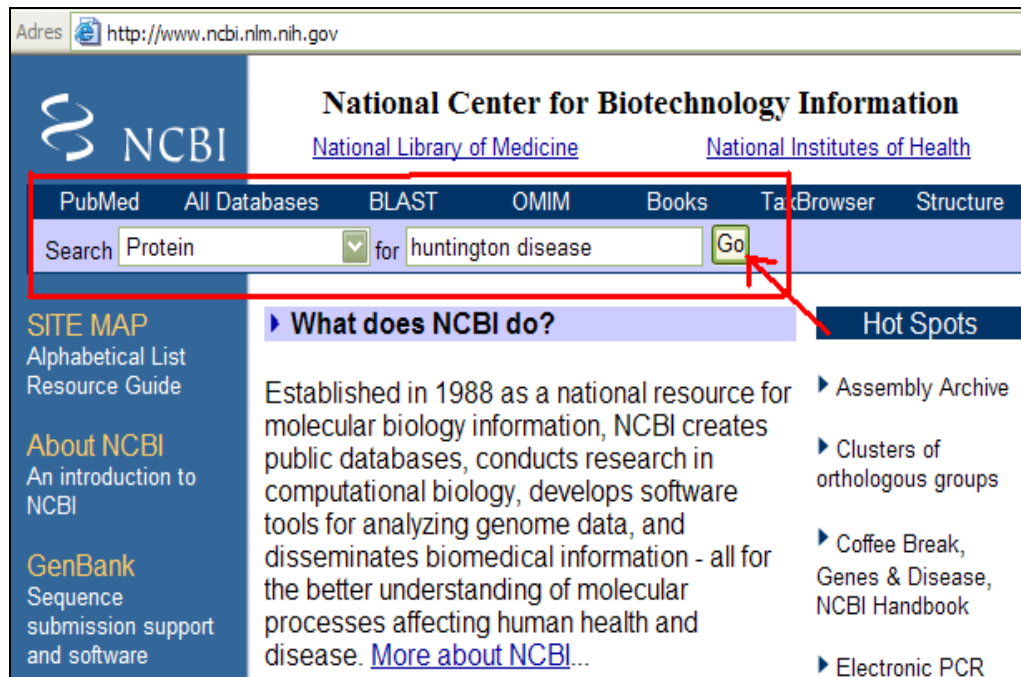 Adres http://www.ncbi.nlm.nih.gov
NCBI
National Center for Biotechnology Information
National Library of Medicine National Institutes of Health
PubMed All Databases BLAST OMIM Books TaxBrowser Structure
Search Protein for huntington disease Go
SITE MAP
Alphabetical List
Resource Guide
About NCBI
An introduction to
NCBI
GenBank
Sequence
submission support
and software
What does NCBI do?
Established in 1988 as a national resource for
molecular biology information, NCBI creates
public databases, conducts research in
computational biology, develops software
tools for analyzing genome data, and
disseminates biomedical information - all for
the better understanding of molecular
processes affecting human health and
disease. More about NCBI...
Hot Spots
Assembly Archive
Clusters of
orthologous groups
Coffee Break,
Genes & Disease,
NCBI Handbook
Electronic PCR